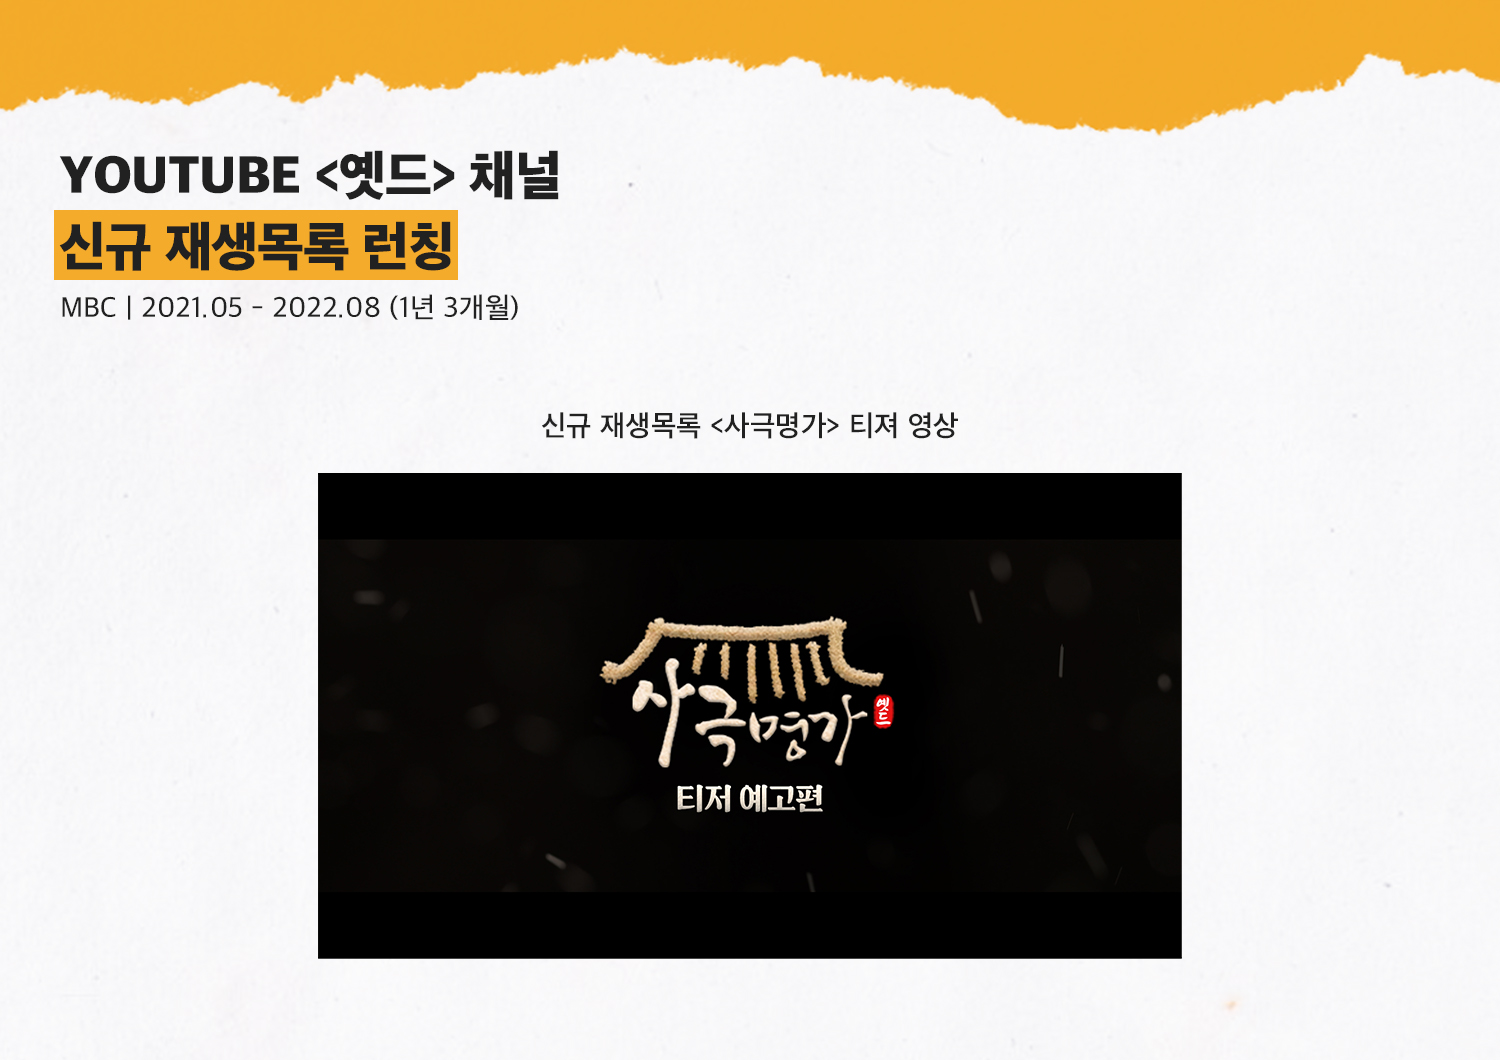 YOUTUBE <옛드> 채널
신규 재생목록 런칭
MBC | 2021.05 - 2022.08 (1년 3개월)
신규 재생목록 <사극명가> 티져 영상
사극명가
옛드
티저 예고편